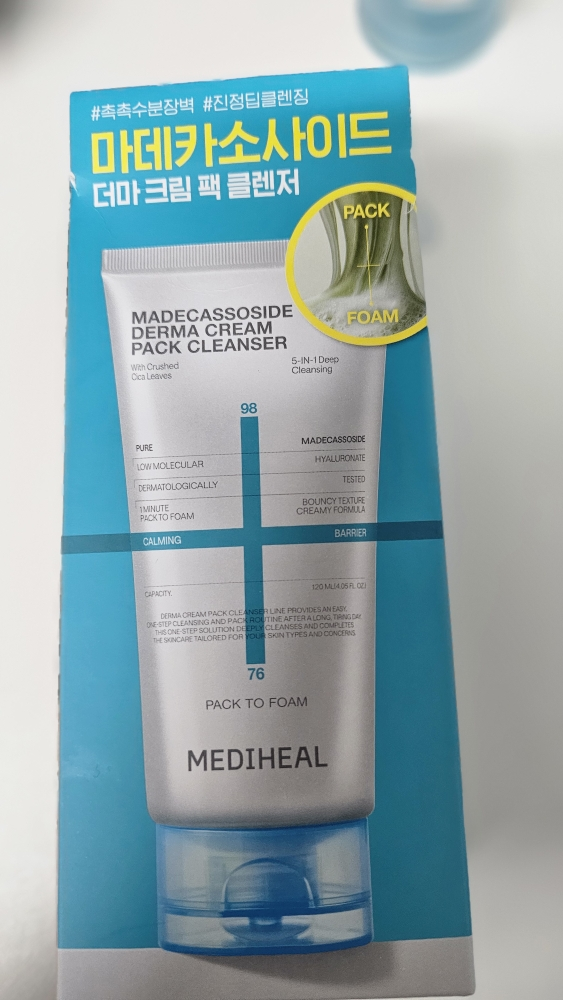 #촉촉수분장벽 #진정딥클렌징
마데카소사이드
더마 크림 팩 클렌저
PACK
FOAM
MADECASSOSIDE
DERMA CREAM
PACK CLEANSER
With Crushed
Cica Leaves
5-IN-1 Deep
Cleansing
98
PURE MADECASSOSIDE
LOW MOLECULAR HYALURONATE
DERMATOLOGICALLY TESTED
1 MINUTE
PACK TO FOAM
BOUNCY TEXTURE
CREAMY FORMULA
CALMING BARRIER
CAPACITY. 120 ML(4.05 FL.OZ)
DERMA CREAM PACK CLEANSER LINE PROVIDES AN EASY,
ONE-STEP CLEANSING AND PACK ROUTINE AFTER A LONG, TIRING DAY.
THIS ONE-STEP SOLUTION DEEPLY CLEANSES AND COMPLETES
THE SKINCARE TAILORED FOR YOUR SKIN TYPES AND CONCERNS.
76
PACK TO FOAM
MEDIHEAL